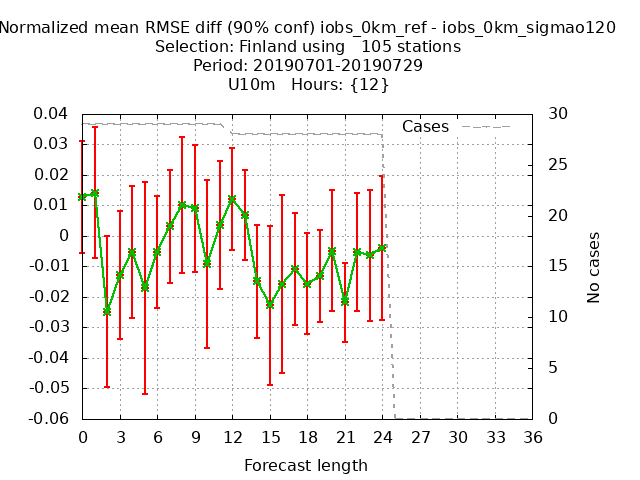 Normalized mean RMSE diff (90% conf) iobs_0km_ref - iobs_0km_sigmao120
Selection: Finland using 105 stations
Period: 20190701-20190729
U10m Hours: {12}
0.04
0.03
0.02
0.01
0
-0.01
-0.02
-0.03
-0.04
-0.05
-0.06
Cases
30
25
20
15
10
5
0
No cases
0 3 6 9 12 15 18 21 24 27 30 33 36
Forecast length